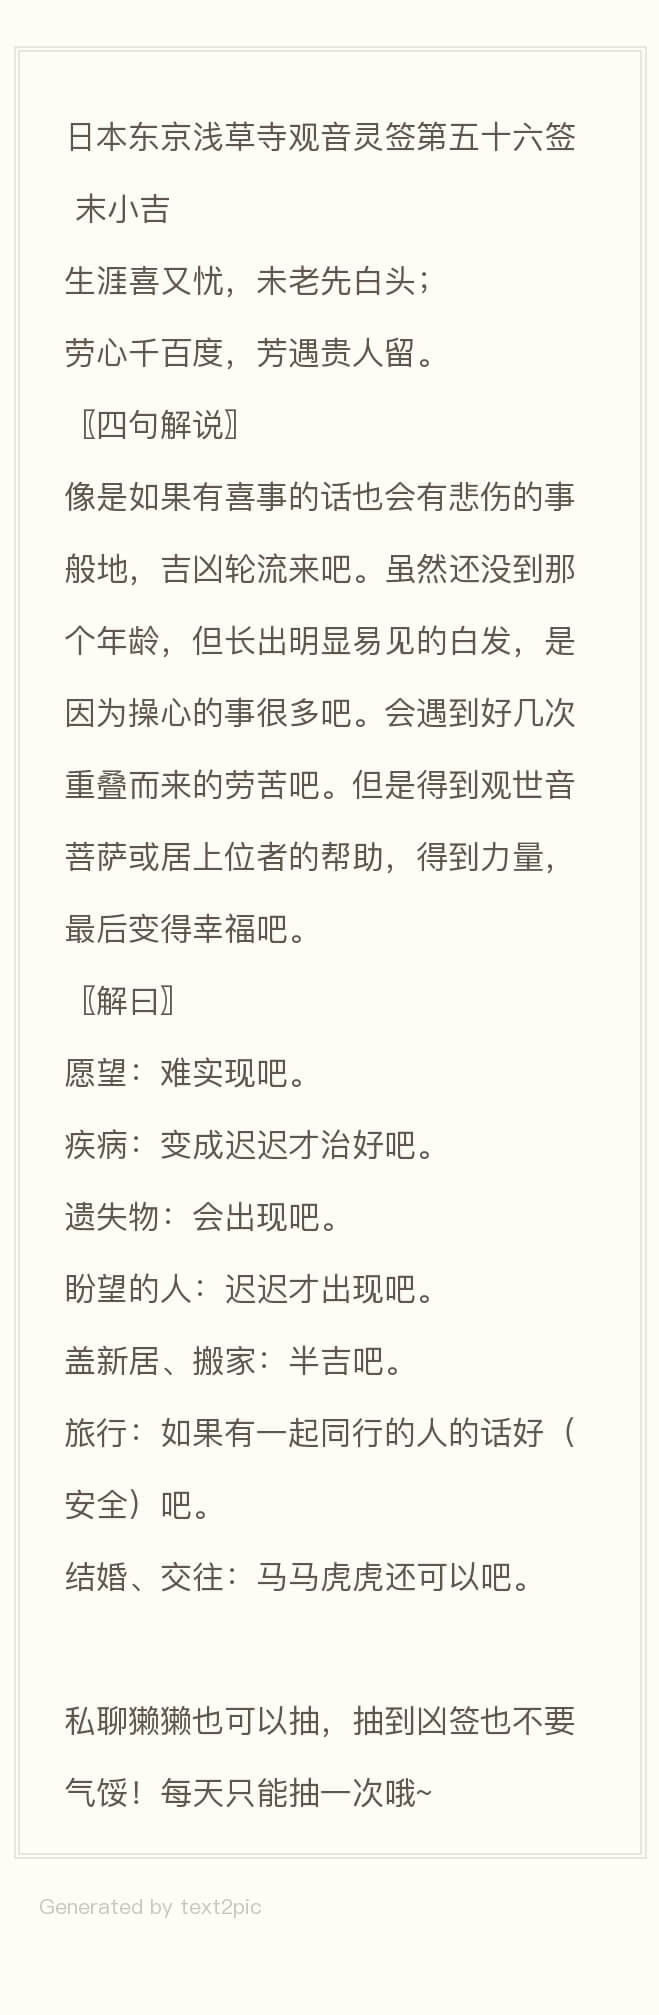 日本东京浅草寺观音灵签第五十六签
末小吉
生涯喜又忧，未老先白头；
劳心千百度，芳遇贵人留。
〖四句解说〗
像是如果有喜事的话也会有悲伤的事
般地，吉凶轮流来吧。虽然还没到那
个年龄，但长出明显易见的白发，是
因为操心的事很多吧。会遇到好几次
重叠而来的劳苦吧。但是得到观世音
菩萨或居上位者的帮助，得到力量，
最后变得幸福吧。
〖解曰〗
愿望：难实现吧。
疾病：变成迟迟才治好吧。
遗失物：会出现吧。
盼望的人：迟迟才出现吧。
盖新居、搬家：半吉吧。
旅行：如果有一起同行的人的话好（
安全）吧。
结婚、交往：马马虎虎还可以吧。
私聊獭獭也可以抽，抽到凶签也不要
气馁！每天只能抽一次哦~
Generated by text2pic